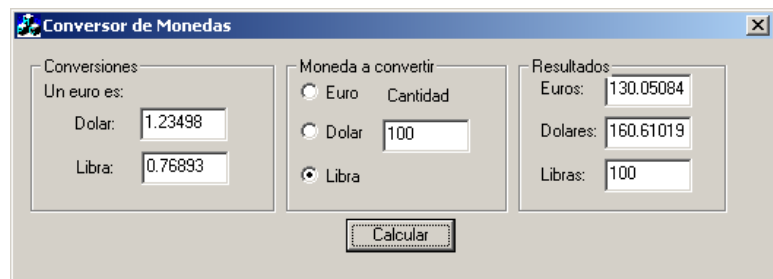 Conversor de Monedas
Conversiones
Un euro es:
Dolar: 1.23498
Libra: 0.76893
Moneda a convertir
Euro Cantidad
Dolar 100
Libra
Resultados
Euros: 130.05084
Dolares: 160.61019
Libras: 100
Calcular